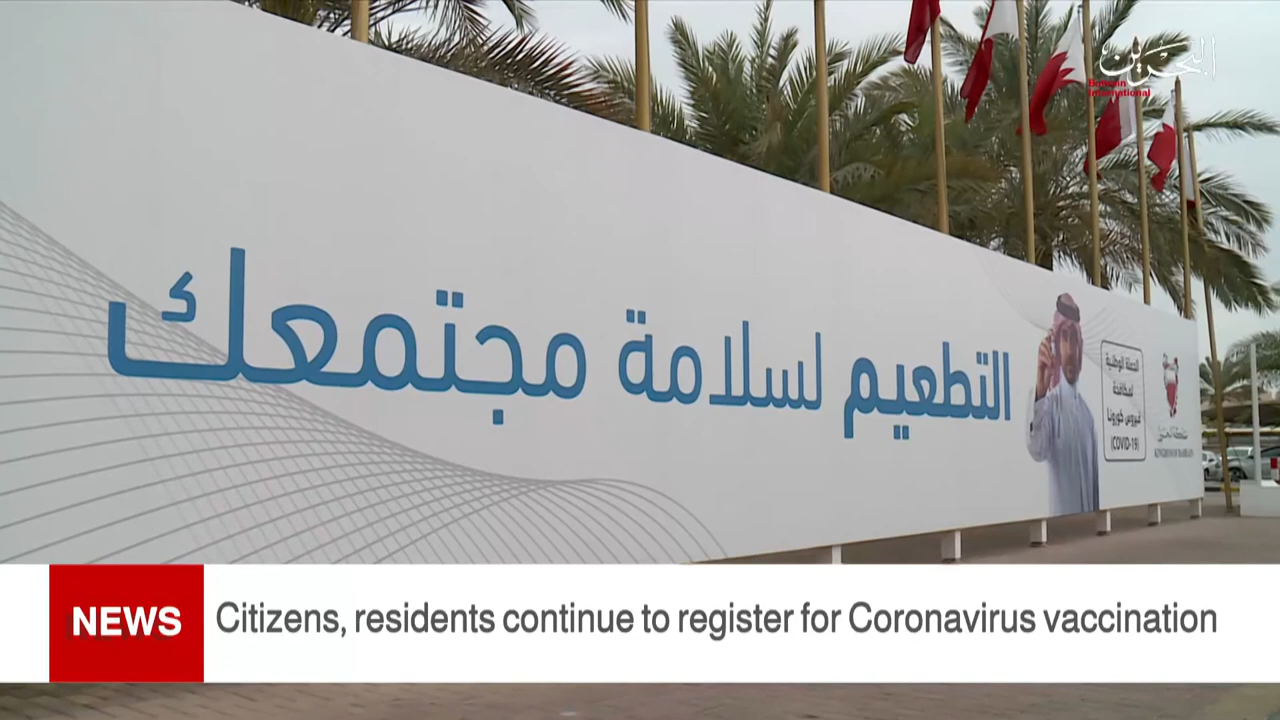 البحرين
Bahrain
International
التطعيم لسلامة مجتمعك
الحملة الوطنية
لمكافحة
فيروس كورونا
(COVID-19)
مملكة البحرين
KINGDOM OF BAHRAIN
NEWS
Citizens, residents continue to register for Coronavirus vaccination